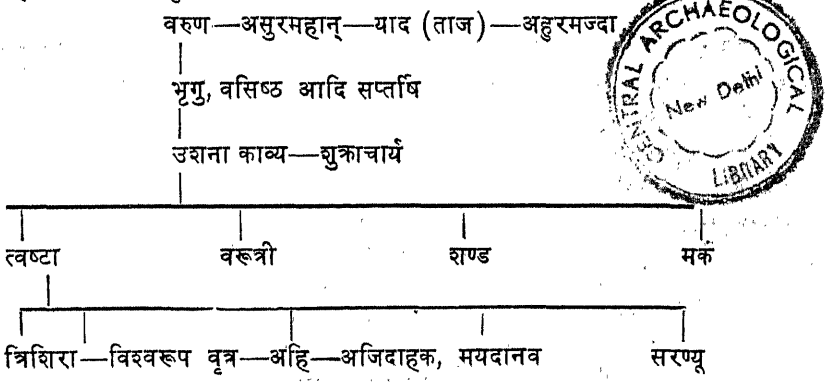 वरुण—असुरमहान्—याद (ताज)—अहुरमज्दा
CENTRAL ARCHAEOLOGICAL LIBRARY
New Delhi
भृगु, वसिष्ठ आदि सप्तर्षि
उशना काव्य—शुक्राचार्य
त्वष्टा वरूत्री शण्ड मर्क
त्रिशिरा—विश्वरूप वृत्र—अहि—अजिदाहक, मयदानव सरण्यू